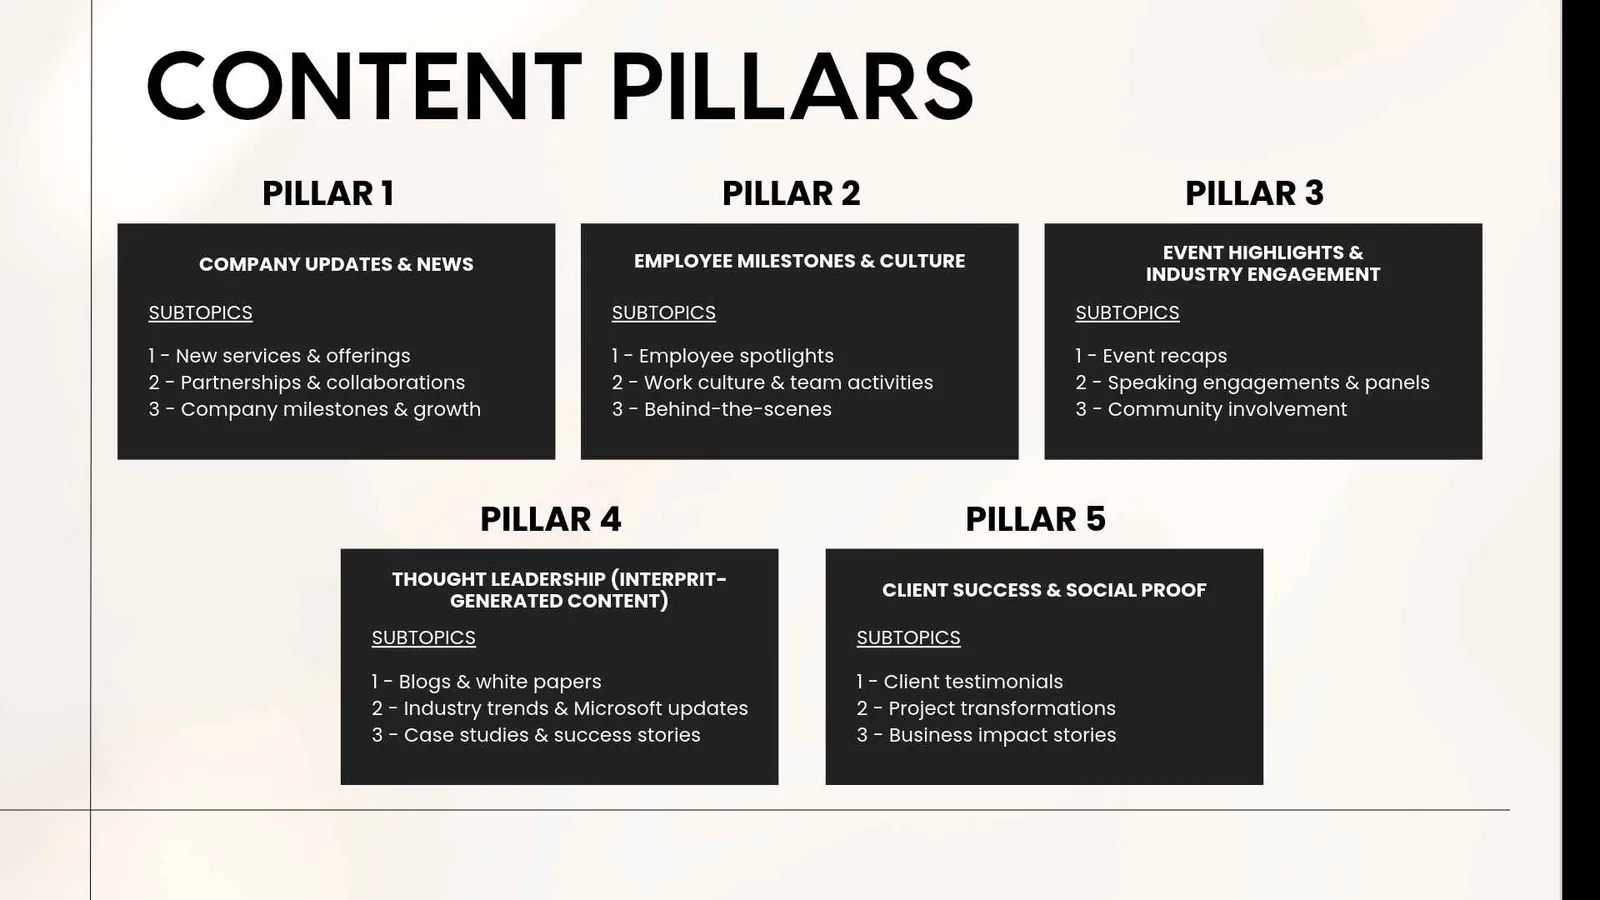 CONTENT PILLARS
PILLAR 1
COMPANY UPDATES & NEWS
SUBTOPICS
1 - New services & offerings
2 - Partnerships & collaborations
3 - Company milestones & growth
PILLAR 2
EMPLOYEE MILESTONES & CULTURE
SUBTOPICS
1 - Employee spotlights
2 - Work culture & team activities
3 - Behind-the-scenes
PILLAR 3
EVENT HIGHLIGHTS &
INDUSTRY ENGAGEMENT
SUBTOPICS
1 - Event recaps
2 - Speaking engagements & panels
3 - Community involvement
PILLAR 4
THOUGHT LEADERSHIP (INTERPRIT-
GENERATED CONTENT)
SUBTOPICS
1 - Blogs & white papers
2 - Industry trends & Microsoft updates
3 - Case studies & success stories
PILLAR 5
CLIENT SUCCESS & SOCIAL PROOF
SUBTOPICS
1 - Client testimonials
2 - Project transformations
3 - Business impact stories